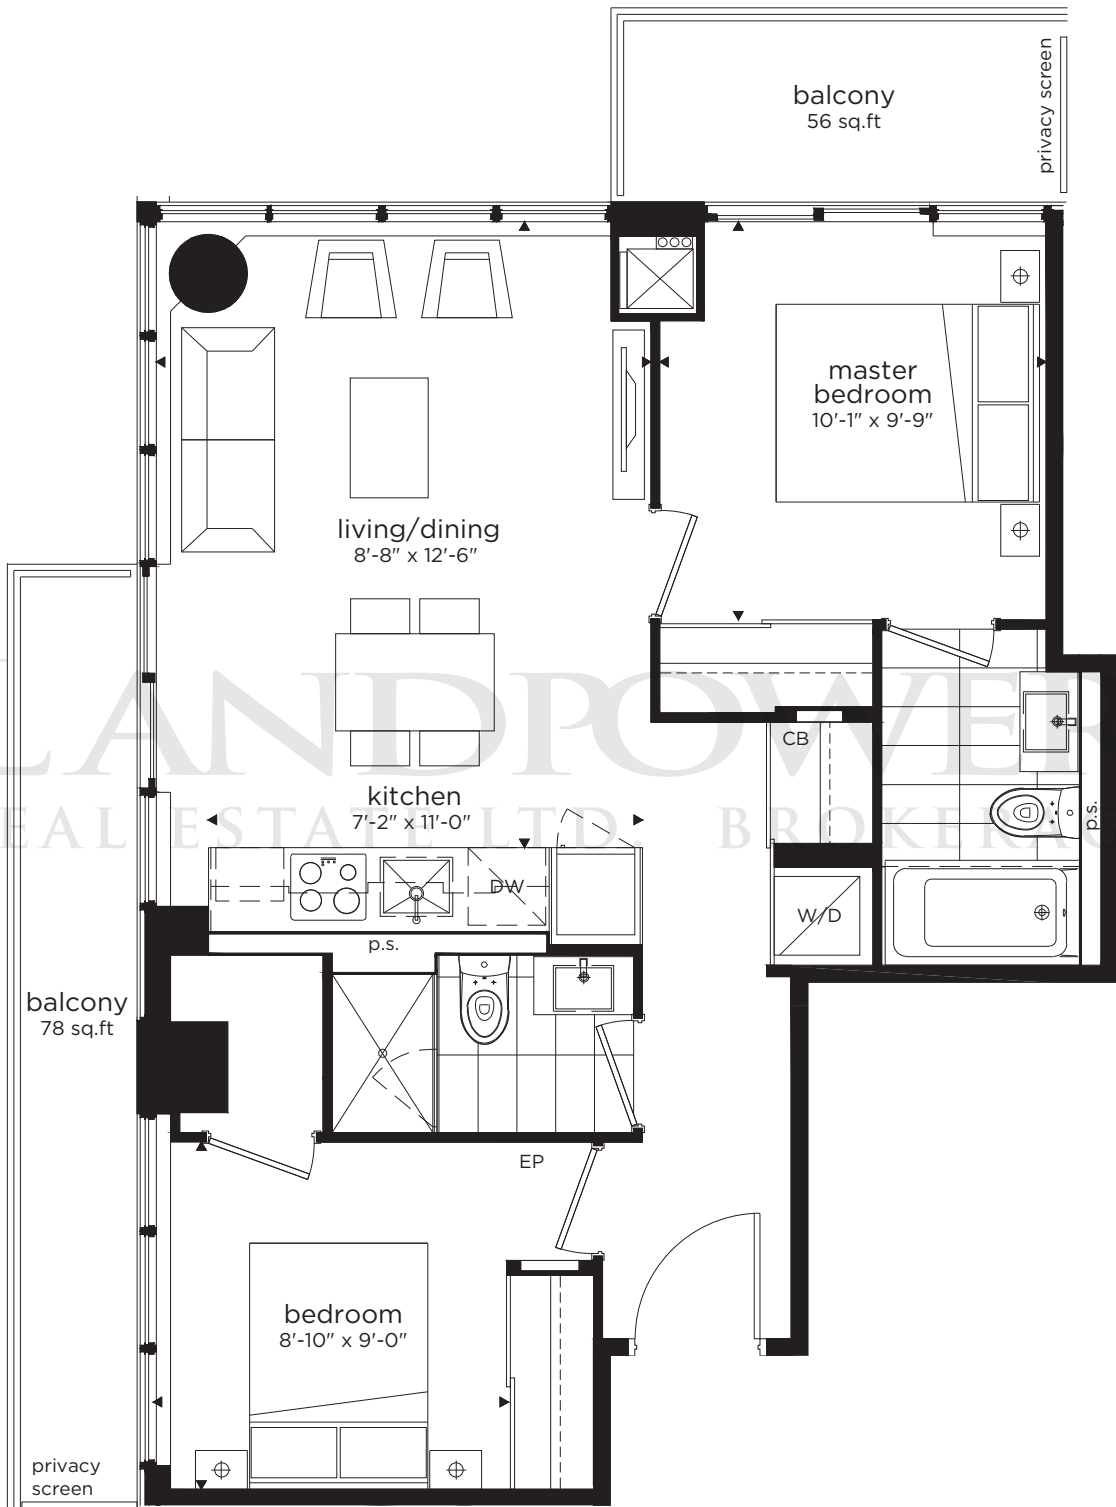 balcony
56 sq.ft
privacy screen
master
bedroom
10'-1" x 9'-9"
living/dining
8'-8" x 12'-6"
LANDPOWER
REAL ESTATE LTD. BROKERAG
CB
kitchen
7'-2" x 11'-0"
p.s.
DW
W/D
p.s.
balcony
78 sq.ft
EP
bedroom
8'-10" x 9'-0"
privacy
screen